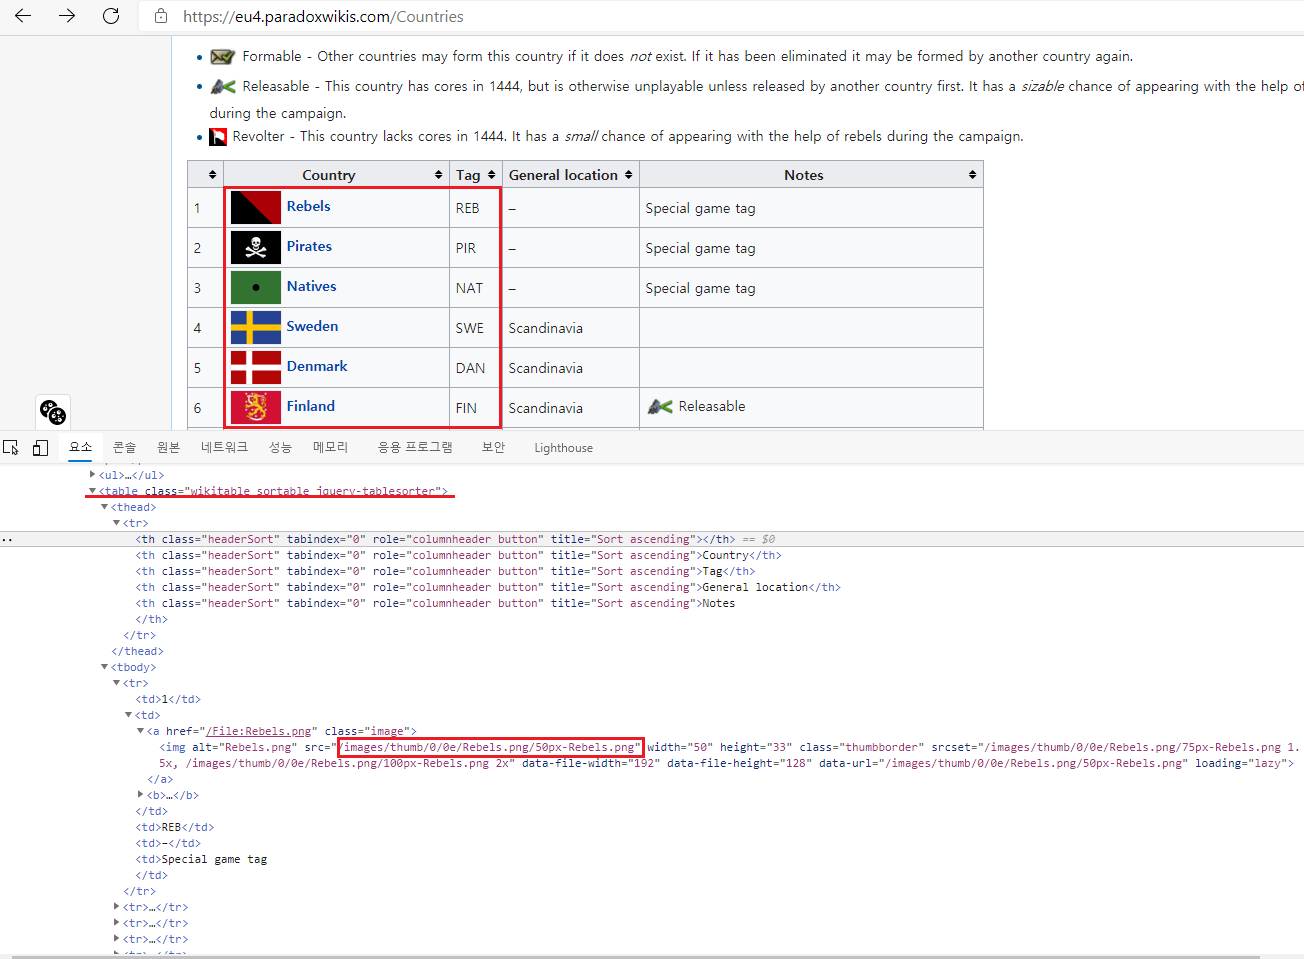 https://eu4.paradoxwikis.com/Countries
Formable - Other countries may form this country if it does not exist. If it has been eliminated it may be formed by another country again.
Releasable - This country has cores in 1444, but is otherwise unplayable unless released by another country first. It has a sizable chance of appearing with the help of
during the campaign.
Revolter - This country lacks cores in 1444. It has a small chance of appearing with the help of rebels during the campaign.
Country Tag General location Notes
1 Rebels REB – Special game tag
2 Pirates PIR – Special game tag
3 Natives NAT – Special game tag
4 Sweden SWE Scandinavia
5 Denmark DAN Scandinavia
6 Finland FIN Scandinavia Releasable
요소 콘솔 원본 네트워크 성능 메모리 응용 프로그램 보안 Lighthouse
<ul>…</ul>
<table class="wikitable sortable jquery-tablesorter">
<thead>
<tr>
<th class="headerSort" tabindex="0" role="columnheader button" title="Sort ascending"></th> == $0
<th class="headerSort" tabindex="0" role="columnheader button" title="Sort ascending">Country</th>
<th class="headerSort" tabindex="0" role="columnheader button" title="Sort ascending">Tag</th>
<th class="headerSort" tabindex="0" role="columnheader button" title="Sort ascending">General location</th>
<th class="headerSort" tabindex="0" role="columnheader button" title="Sort ascending">Notes
</th>
</tr>
</thead>
<tbody>
<tr>
<td>1</td>
<td>
<a href="/File:Rebels.png" class="image">
<img alt="Rebels.png" src="/images/thumb/0/0e/Rebels.png/50px-Rebels.png" width="50" height="33" class="thumbborder" srcset="/images/thumb/0/0e/Rebels.png/75px-Rebels.png 1.
5x, /images/thumb/0/0e/Rebels.png/100px-Rebels.png 2x" data-file-width="192" data-file-height="128" data-url="/images/thumb/0/0e/Rebels.png/50px-Rebels.png" loading="lazy">
</a>
<b>…</b>
</td>
<td>REB</td>
<td>–</td>
<td>Special game tag
</td>
</tr>
<tr>…</tr>
<tr>…</tr>
<tr>…</tr>